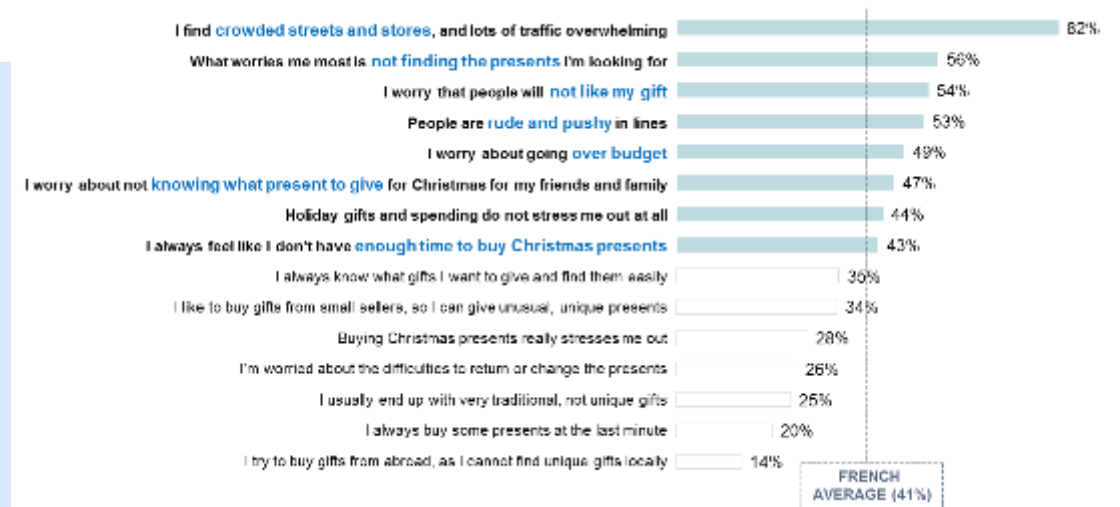 I find crowded streets and stores, and lots of traffic overwhelming 82%
What worries me most is not finding the presents I'm looking for 56%
I worry that people will not like my gift 54%
People are rude and pushy in lines 53%
I worry about going over budget 49%
I worry about not knowing what present to give for Christmas for my friends and family 47%
Holiday gifts and spending do not stress me out at all 44%
I always feel like I don't have enough time to buy Christmas presents 43%
I always know what gifts I want to give and find them easily 35%
I like to buy gifts from small sellers, so I can give unusual, unique presents 34%
Buying Christmas presents really stresses me out 28%
I'm worried about the difficulties to return or change the presents 26%
I usually end up with very traditional, not unique gifts 25%
I always buy some presents at the last minute 20%
I try to buy gifts from abroad, as I cannot find unique gifts locally 14%
FRENCH
AVERAGE (41%)